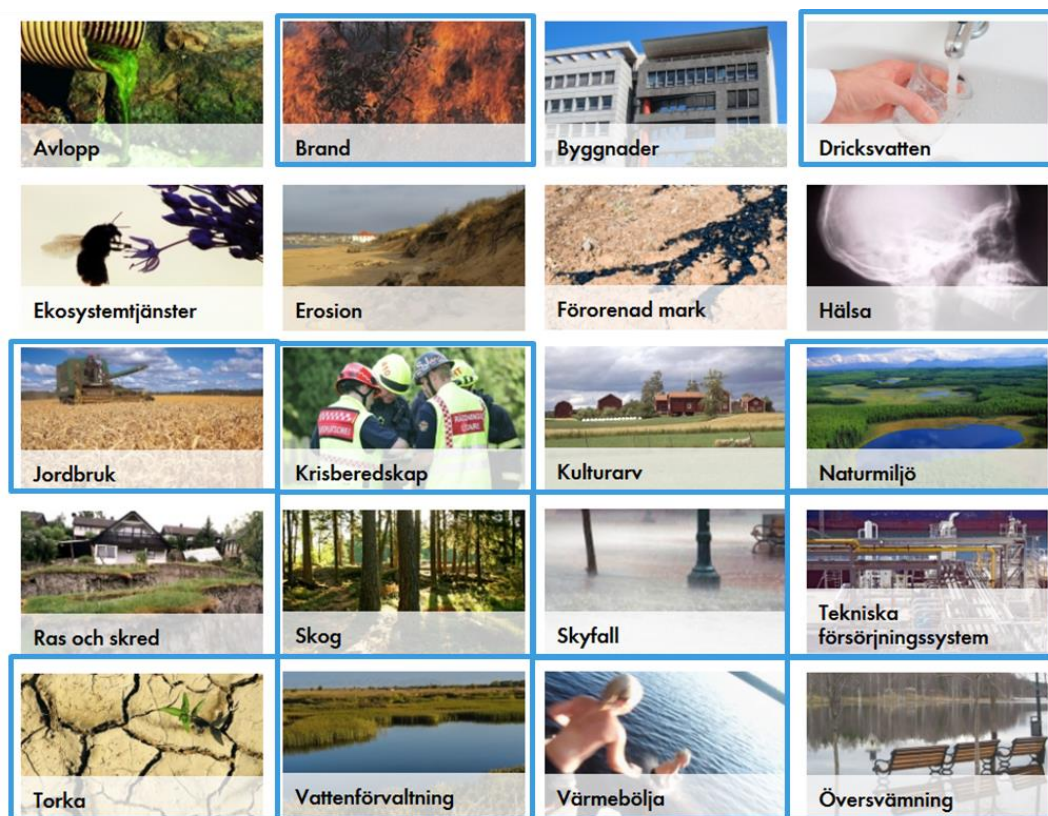 Avlopp
Brand
Byggnader
Dricksvatten
Ekosystemtjänster
Erosion
Förorenad mark
Hälsa
Jordbruk
Krisberedskap
Kulturarv
Naturmiljö
Ras och skred
Skog
Skyfall
Tekniska
försörjningssystem
Torka
Vattenförvaltning
Värmebölja
Översvämning